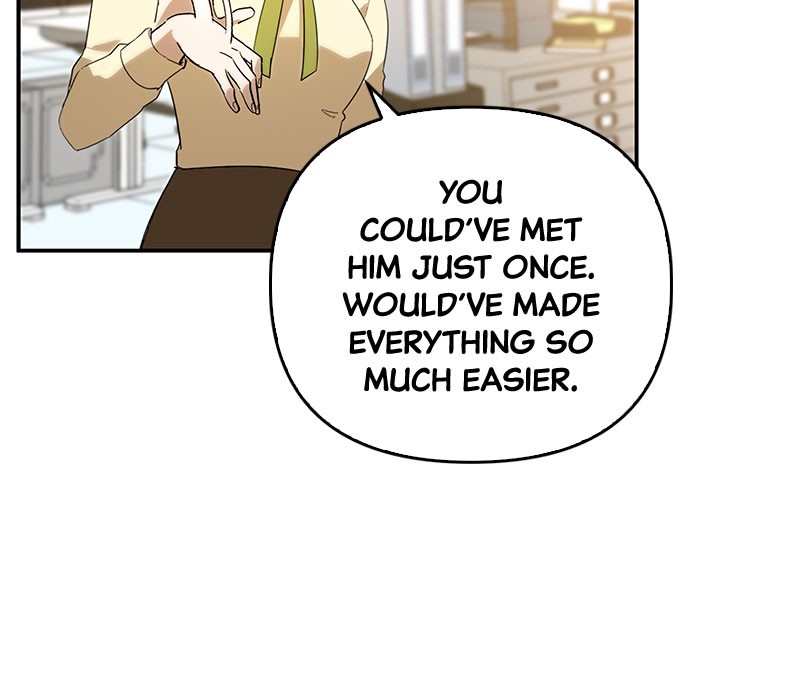 YOU
COULD'VE MET
HIM JUST ONCE.
WOULD'VE MADE
EVERYTHING SO
MUCH EASIER.